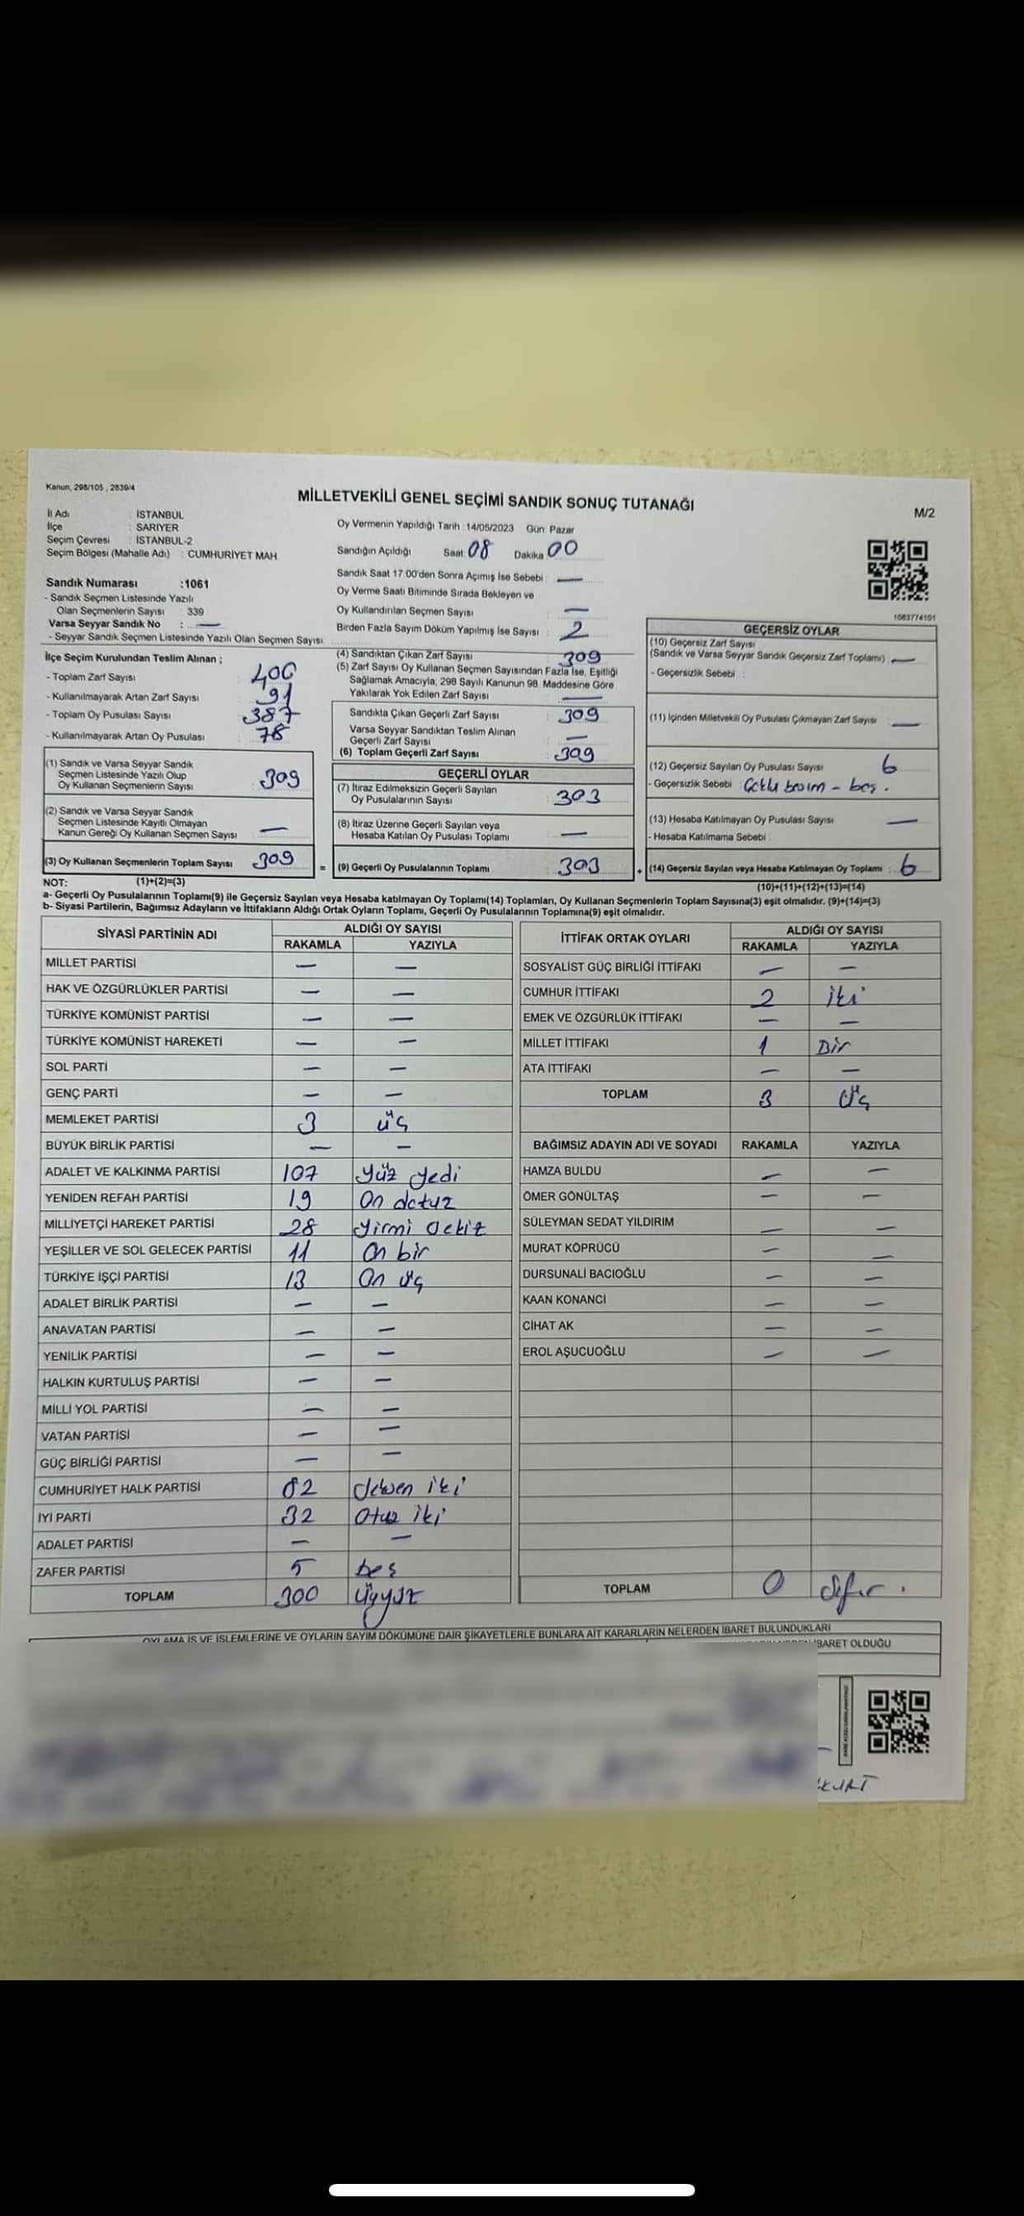 Kanun, 298/105 , 2839/4
MİLLETVEKİLİ GENEL SEÇİMİ SANDIK SONUÇ TUTANAĞI
M/2
İl Adı : İSTANBUL
İlçe : SARIYER
Seçim Çevresi : İSTANBUL-2
Seçim Bölgesi (Mahalle Adı) : CUMHURİYET MAH
Sandık Numarası :1061
- Sandık Seçmen Listesinde Yazılı
Olan Seçmenlerin Sayısı 339
Varsa Seyyar Sandık No : —
- Seyyar Sandık Seçmen Listesinde Yazılı Olan Seçmen Sayısı
Oy Vermenin Yapıldığı Tarih : 14/05/2023 Gün: Pazar
Sandığın Açıldığı Saat 08 Dakika 00
Sandık Saat 17:00'den Sonra Açımış İse Sebebi : —
Oy Verme Saati Bitiminde Sırada Bekleyen ve
Oy Kullandırılan Seçmen Sayısı : —
Birden Fazla Sayım Döküm Yapılmış İse Sayısı : 2
1083774101
İlçe Seçim Kurulundan Teslim Alınan ;
- Toplam Zarf Sayısı : 400
- Kullanılmayarak Artan Zarf Sayısı : 91
- Toplam Oy Pusulası Sayısı : 387
- Kullanılmayarak Artan Oy Pusulası : 78
(1) Sandık ve Varsa Seyyar Sandık
Seçmen Listesinde Yazılı Olup
Oy Kullanan Seçmenlerin Sayısı : 309
(2) Sandık ve Varsa Seyyar Sandık
Seçmen Listesinde Kayıtlı Olmayan
Kanun Gereği Oy Kullanan Seçmen Sayısı : —
(3) Oy Kullanan Seçmenlerin Toplam Sayısı : 309
(1)+(2)=(3)
(4) Sandıktan Çıkan Zarf Sayısı : 309
(5) Zarf Sayısı Oy Kullanan Seçmen Sayısından Fazla İse, Eşitliği
Sağlamak Amacıyla, 298 Sayılı Kanunun 98. Maddesine Göre
Yakılarak Yok Edilen Zarf Sayısı : —
Sandıkta Çıkan Geçerli Zarf Sayısı : 309
Varsa Seyyar Sandıktan Teslim Alınan
Geçerli Zarf Sayısı : —
(6) Toplam Geçerli Zarf Sayısı : 309
GEÇERLİ OYLAR
(7) İtiraz Edilmeksizin Geçerli Sayılan
Oy Pusulalarının Sayısı : 303
(8) İtiraz Üzerine Geçerli Sayılan veya
Hesaba Katılan Oy Pusulası Toplamı : —
= (9) Geçerli Oy Pusulalarının Toplamı : 303
GEÇERSİZ OYLAR
(10) Geçersiz Zarf Sayısı
(Sandık ve Varsa Seyyar Sandık Geçersiz Zarf Toplamı) : —
- Geçersizlik Sebebi :
(11) İçinden Milletvekili Oy Pusulası Çıkmayan Zarf Sayısı : —
(12) Geçersiz Sayılan Oy Pusulası Sayısı : 6
- Geçersizlik Sebebi : – boş .
(13) Hesaba Katılmayan Oy Pusulası Sayısı : —
- Hesaba Katılmama Sebebi :
+ (14) Geçersiz Sayılan veya Hesaba Katılmayan Oy Toplamı : 6
(10)+(11)+(12)+(13)=(14)
NOT:
a- Geçerli Oy Pusulalarının Toplamı(9) ile Geçersiz Sayılan veya Hesaba katılmayan Oy Toplamı(14) Toplamları, Oy Kullanan Seçmenlerin Toplam Sayısına(3) eşit olmalıdır. (9)+(14)=(3)
b- Siyasi Partilerin, Bağımsız Adayların ve İttifakların Aldığı Ortak Oyların Toplamı, Geçerli Oy Pusulalarının Toplamına(9) eşit olmalıdır.
SİYASİ PARTİNİN ADI ALDIĞI OY SAYISI
RAKAMLA YAZIYLA
MİLLET PARTİSİ — —
HAK VE ÖZGÜRLÜKLER PARTİSİ — —
TÜRKİYE KOMÜNİST PARTİSİ — —
TÜRKİYE KOMÜNİST HAREKETİ — —
SOL PARTİ — —
GENÇ PARTİ — —
MEMLEKET PARTİSİ 3 üç
BÜYÜK BİRLİK PARTİSİ — —
ADALET VE KALKINMA PARTİSİ 107 yüz yedi
YENİDEN REFAH PARTİSİ 19 On dokuz
MİLLİYETÇİ HAREKET PARTİSİ 28 yirmi sekiz
YEŞİLLER VE SOL GELECEK PARTİSİ 11 On bir
TÜRKİYE İŞÇİ PARTİSİ 13 On üç
ADALET BİRLİK PARTİSİ — —
ANAVATAN PARTİSİ — —
YENİLİK PARTİSİ — —
HALKIN KURTULUŞ PARTİSİ — —
MİLLİ YOL PARTİSİ — —
VATAN PARTİSİ — —
GÜÇ BİRLİĞİ PARTİSİ — —
CUMHURİYET HALK PARTİSİ 82 seksen iki
İYİ PARTİ 32 Otuz iki
ADALET PARTİSİ — —
ZAFER PARTİSİ 5 beş
TOPLAM 300 üçyüz
İTTİFAK ORTAK OYLARI ALDIĞI OY SAYISI
RAKAMLA YAZIYLA
SOSYALİST GÜÇ BİRLİĞİ İTTİFAKI — —
CUMHUR İTTİFAKI 2 iki
EMEK VE ÖZGÜRLÜK İTTİFAKI — —
MİLLET İTTİFAKI 1 Bir
ATA İTTİFAKI — —
TOPLAM 3 Üç
BAĞIMSIZ ADAYIN ADI VE SOYADI RAKAMLA YAZIYLA
HAMZA BULDU — —
ÖMER GÖNÜLTAŞ — —
SÜLEYMAN SEDAT YILDIRIM — —
MURAT KÖPRÜCÜ — —
DURSUNALİ BACIOĞLU — —
KAAN KONANCI — —
CİHAT AK — —
EROL AŞUCUOĞLU — —
TOPLAM 0 sıfır .
OYLAMA İŞ VE İŞLEMLERİNE VE OYLARIN SAYIM DÖKÜMÜNE DAİR ŞİKAYETLERLE BUNLARA AİT KARARLARIN NELERDEN İBARET BULUNDUKLARI
İBARET OLDUĞU
KURT